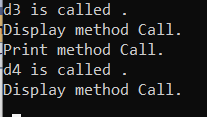 d3 is called .
Display method Call.
Print method Call.
d4 is called .
Display method Call.